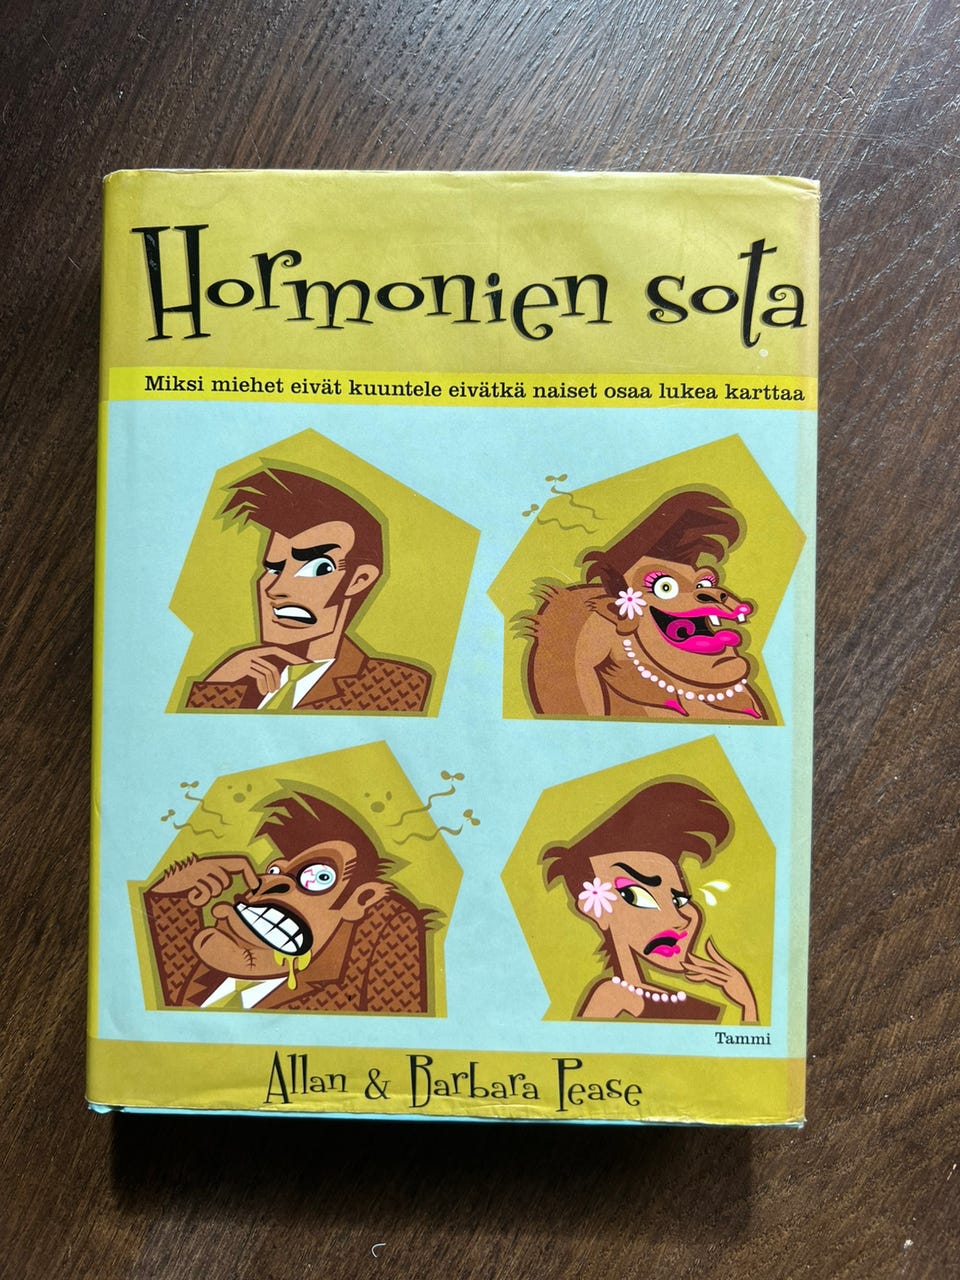 Hormonien sota
Miksi miehet eivät kuuntele eivätkä naiset osaa lukea karttaa
Tammi
Allan & Barbara Pease